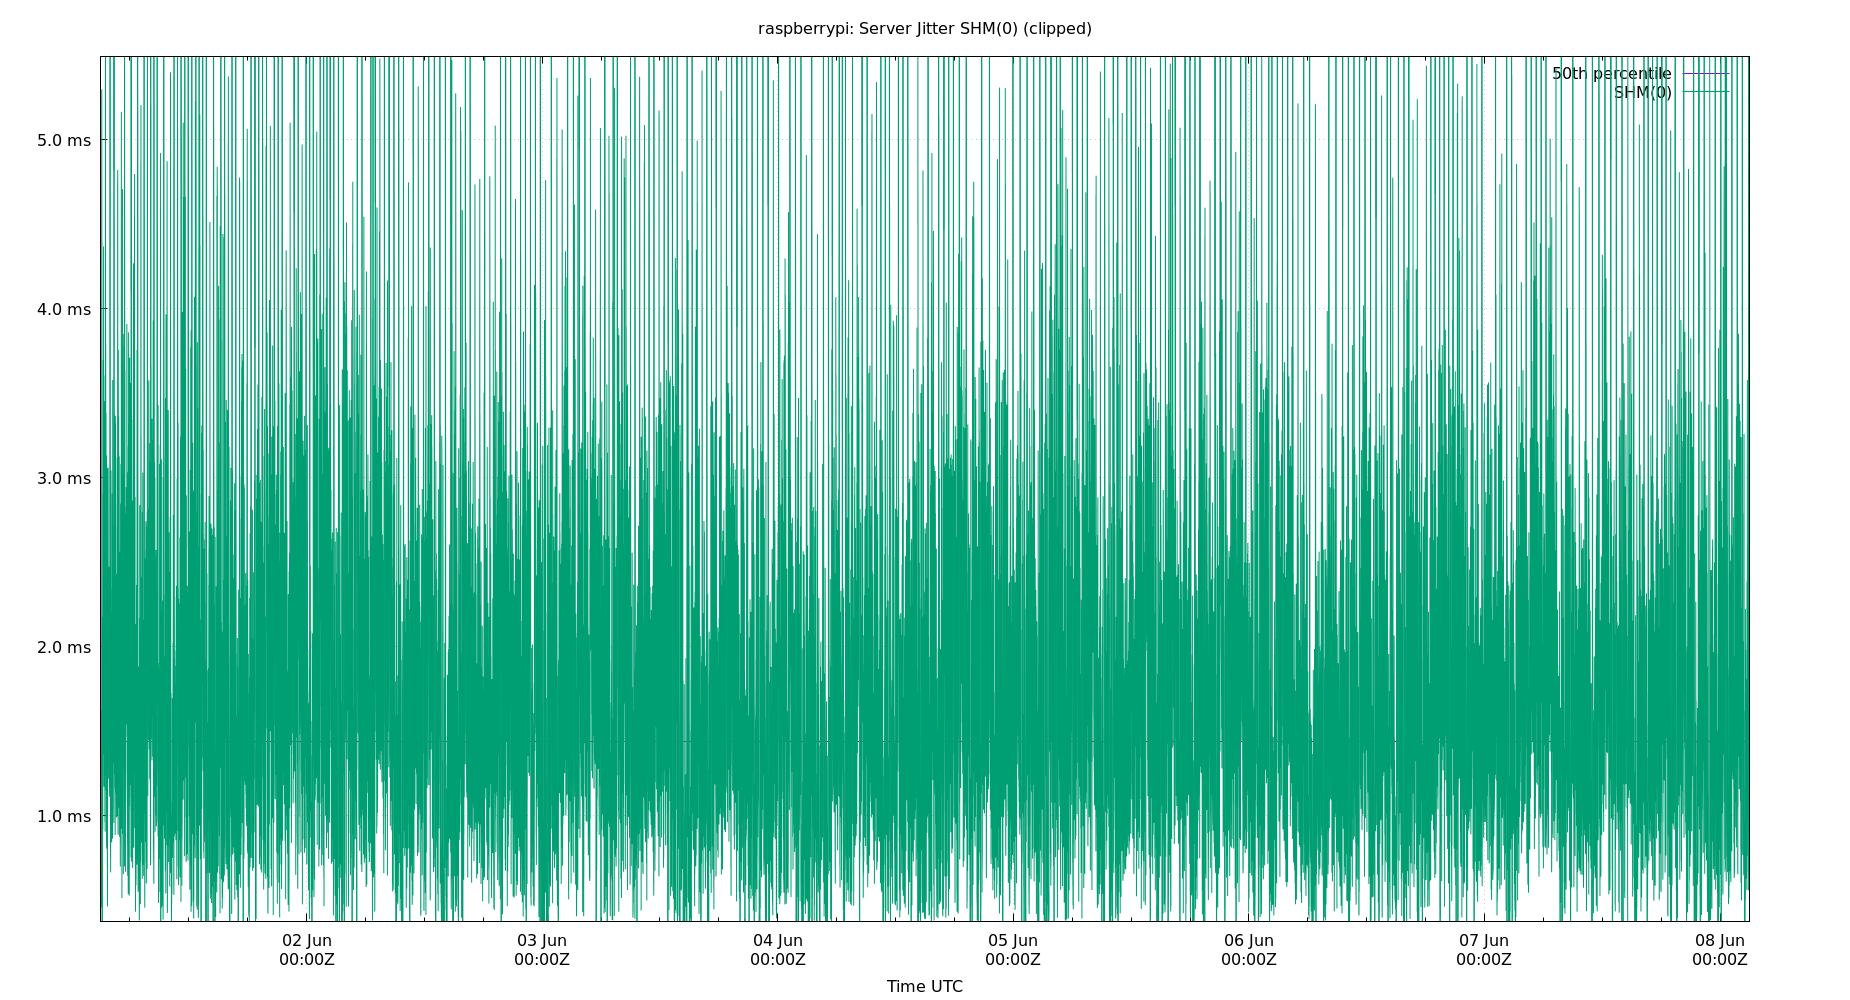 raspberrypi: Server Jitter SHM(0) (clipped)
50th percentile
SHM(0)
5.0 ms
4.0 ms
3.0 ms
2.0 ms
1.0 ms
02 Jun 03 Jun 04 Jun 05 Jun 06 Jun 07 Jun 08 Jun
00:00Z 00:00Z 00:00Z 00:00Z 00:00Z 00:00Z 00:00Z
Time UTC